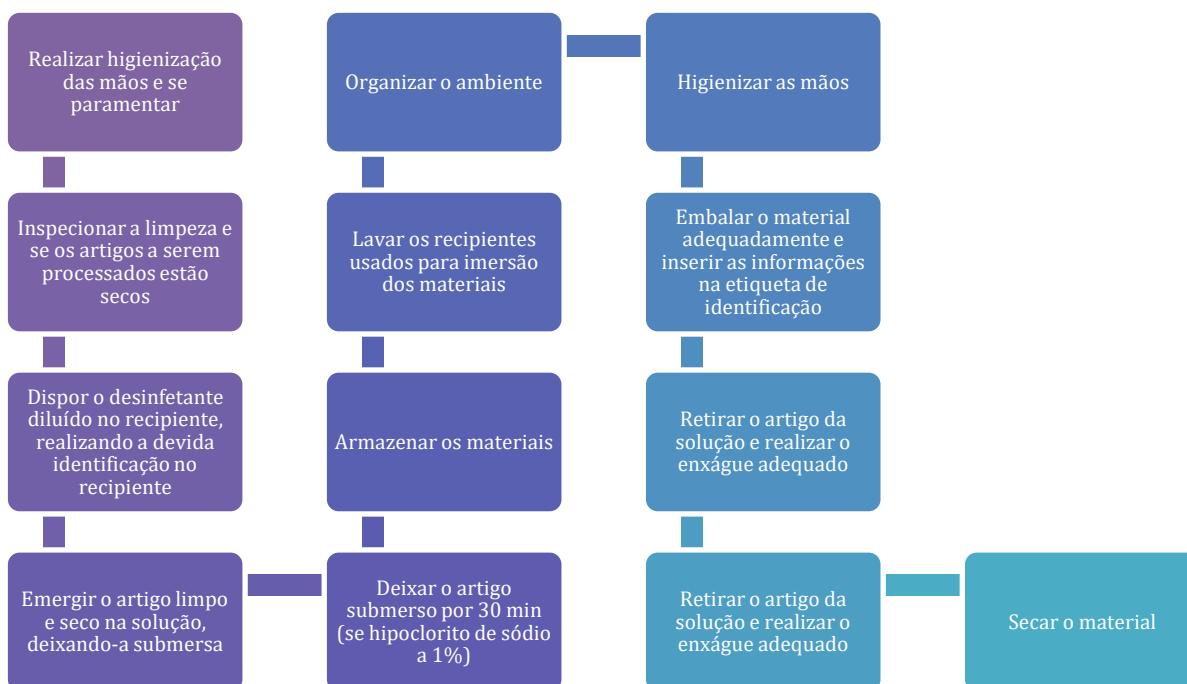 Realizar higienização
das mãos e se
paramentar
Inspecionar a limpeza e
se os artigos a serem
processados estão
secos
Dispor o desinfetante
diluído no recipiente,
realizando a devida
identificação no
recipiente
Emergir o artigo limpo
e seco na solução,
deixando-a submersa
Deixar o artigo
submerso por 30 min
(se hipoclorito de sódio
a 1%)
Armazenar os materiais
Lavar os recipientes
usados para imersão
dos materiais
Organizar o ambiente
Higienizar as mãos
Embalar o material
adequadamente e
inserir as informações
na etiqueta de
identificação
Retirar o artigo da
solução e realizar o
enxágue adequado
Retirar o artigo da
solução e realizar o
enxágue adequado
Secar o material